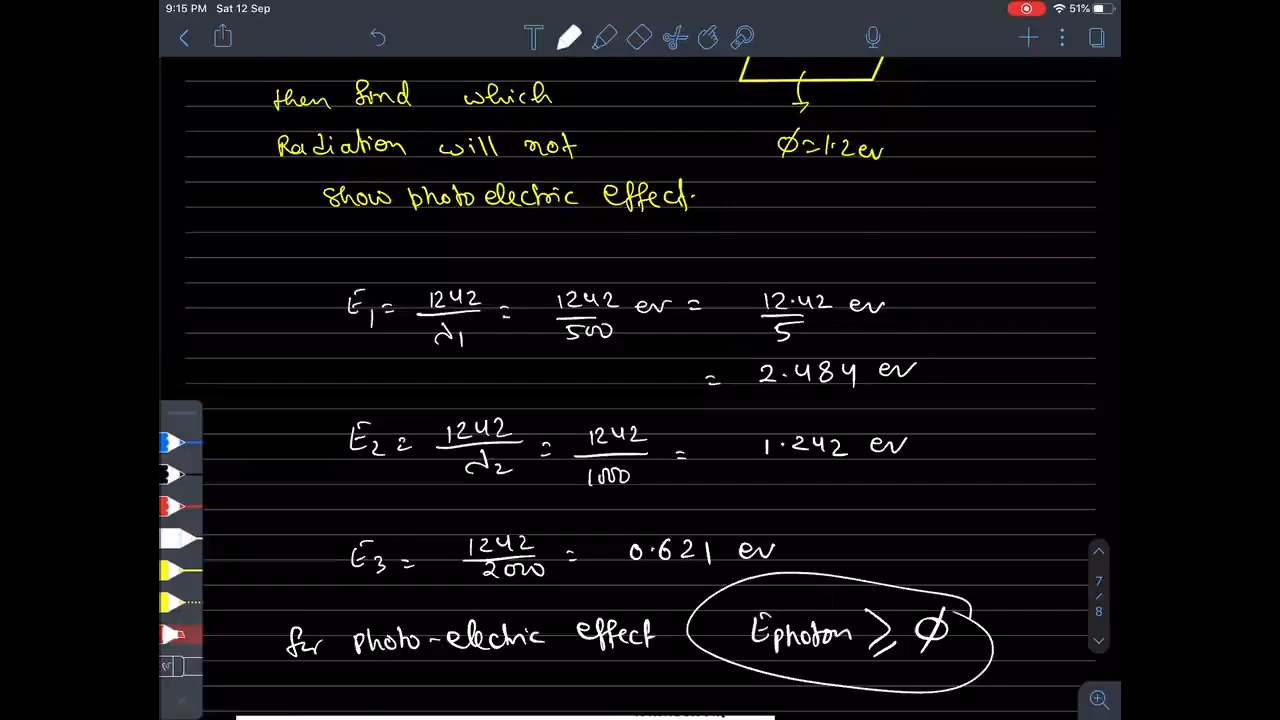 9:15 PM Sat 12 Sep
51%
then find which
Radiation will not
φ=1.2ev
show photoelectric effect.
E1 = 1242/λ1 = 1242/500 ev = 12.42/5 ev
= 2.484 ev
E2 = 1242/λ2 = 1242/1000 = 1.242 ev
E3 = 1242/2000 = 0.621 ev
7/8
for photo-electric effect Ephoton ≥ φ